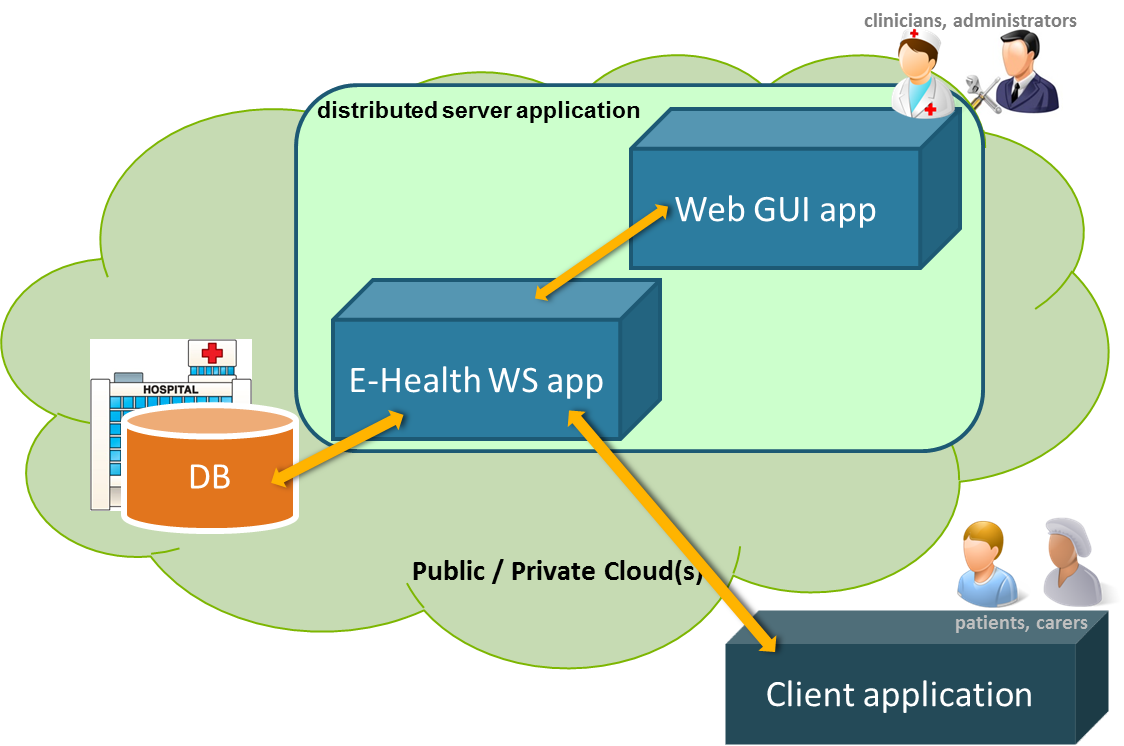 clinicians, administrators
distributed server application
Web GUI app
E-Health WS app
HOSPITAL
DB
Public / Private Cloud(s)
patients, carers
Client application